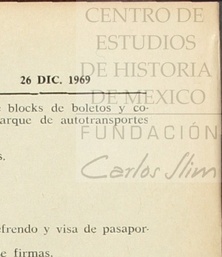 CENTRO DE
ESTUDIOS
DE HISTORIA
DE MEXICO
FUNDACIÓN
Carlos Slim
26 DIC. 1969
blocks de boletos y co-
arque de autotransportes
s.
efrendo y visa de pasapor-
e firmas.